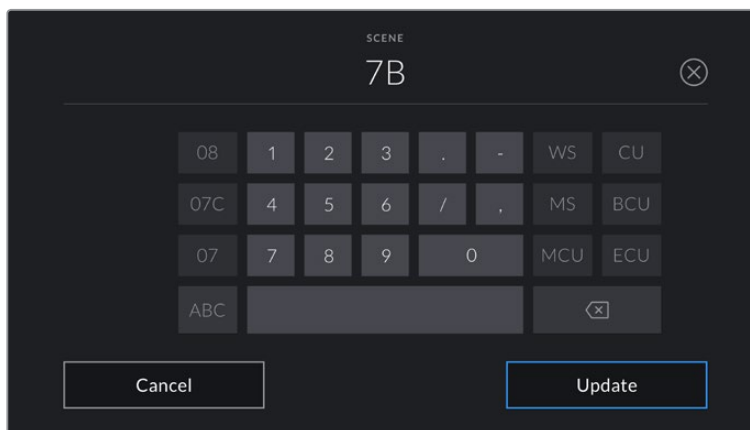 SCENE
7B
08 1 2 3 . - WS CU
07C 4 5 6 / , MS BCU
07 7 8 9 0 MCU ECU
ABC
Cancel Update